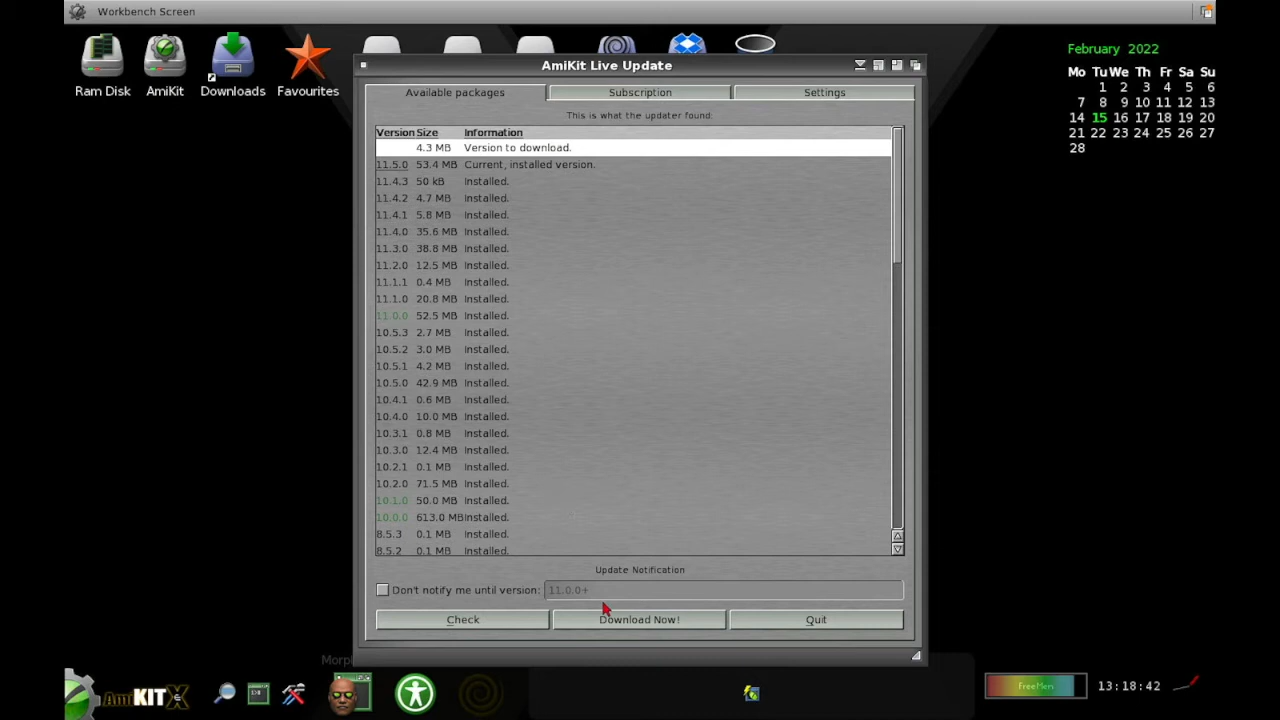 Workbench Screen
Ram Disk
AmiKit
Downloads
Favourites
February 2022
Mo Tu We Th Fr Sa Su
1 2 3 4 5 6
7 8 9 10 11 12 13
14 15 16 17 18 19 20
21 22 23 24 25 26 27
28
AmiKit Live Update
Available packages
Subscription
Settings
This is what the updater found:
Version Size Information
4.3 MB Version to download.
11.5.0 53.4 MB Current, installed version.
11.4.3 50 kB Installed.
11.4.2 4.7 MB Installed.
11.4.1 5.8 MB Installed.
11.4.0 35.6 MB Installed.
11.3.0 38.8 MB Installed.
11.2.0 12.5 MB Installed.
11.1.1 0.4 MB Installed.
11.1.0 20.8 MB Installed.
11.0.0 52.5 MB Installed.
10.5.3 2.7 MB Installed.
10.5.2 3.0 MB Installed.
10.5.1 4.2 MB Installed.
10.5.0 42.9 MB Installed.
10.4.1 0.6 MB Installed.
10.4.0 10.0 MB Installed.
10.3.1 0.8 MB Installed.
10.3.0 12.4 MB Installed.
10.2.1 0.1 MB Installed.
10.2.0 71.5 MB Installed.
10.1.0 50.0 MB Installed.
10.0.0 613.0 MB Installed.
8.5.3 0.1 MB Installed.
8.5.2 0.1 MB Installed.
Update Notification
Don't notify me until version: 11.0.0+
Check
Download Now!
Quit
Morp
AmiKIT X
Free Mem
13:18:42